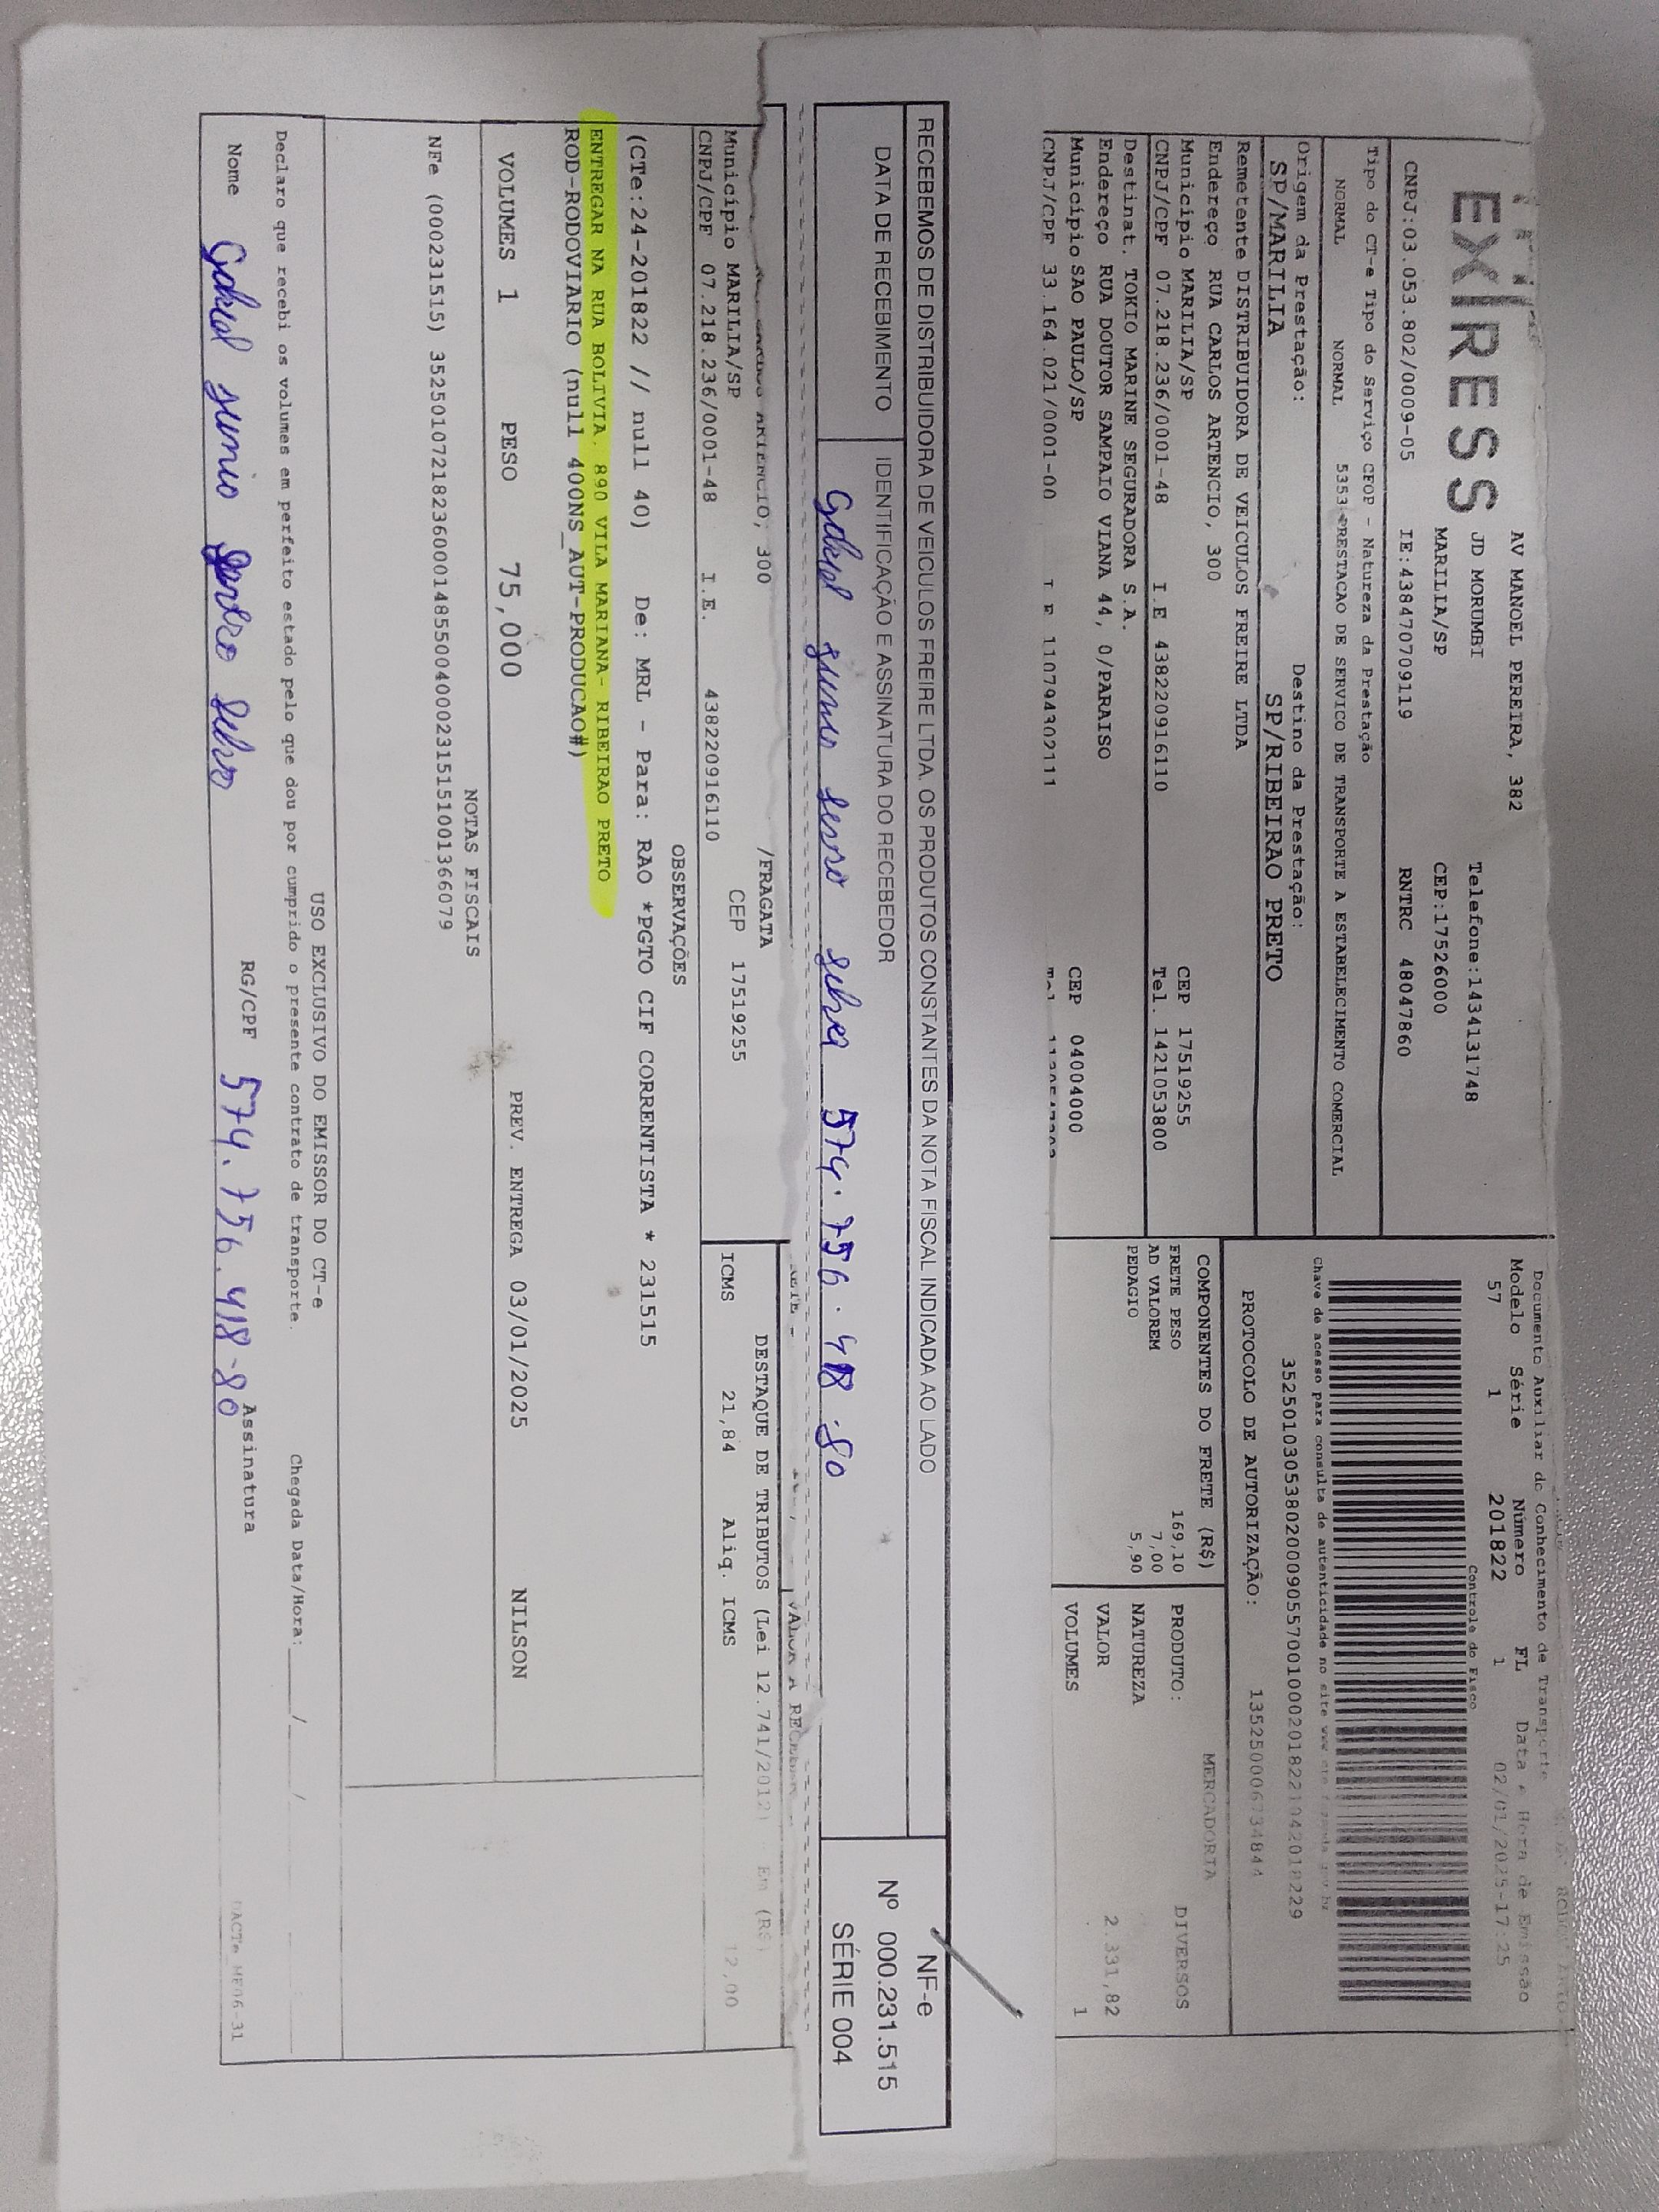 EXPRESS
AV MANOEL PEREIRA, 382
JD MORUMBI
Telefone:1434131748
MARILIA/SP
CEP:17526000
CNPJ:03.053.802/0009-05
IE:438470709119
RNTRC 48047860
Tipo do CT-e Tipo do Serviço CFOP - Natureza da Prestação
NORMAL NORMAL 5353-PRESTACAO DE SERVICO DE TRANSPORTE A ESTABELECIMENTO COMERCIAL
Origem da Prestação: Destino da Prestação:
SP/MARILIA SP/RIBEIRAO PRETO
Remetente DISTRIBUIDORA DE VEICULOS FREIRE LTDA
Endereço RUA CARLOS ARTENCIO, 300
Município MARILIA/SP CEP 17519255
CNPJ/CPF 07.218.236/0001-48 I.E 438220916110 Tel. 1421053800
Destinat. TOKIO MARINE SEGURADORA S.A.
Endereço RUA DOUTOR SAMPAIO VIANA 44, 0/PARAISO
Município SAO PAULO/SP CEP 04004000
CNPJ/CPF 33.164.021/0001-00 I E 110794302111
Documento Auxiliar de Conhecimento de Transporte
Modelo Série Número FL Data e Hora de Emissão
57 1 201822 1 02/01/2025-17:25
Controle do Fisco
Chave de acesso para consulta de autenticidade no site
PROTOCOLO DE AUTORIZAÇÃO:
COMPONENTES DO FRETE (R$)
FRETE PESO 169,10
AD VALOREM 7,00
PEDAGIO 5,90
MERCADORIA
PRODUTO: DIVERSOS
NATUREZA
VALOR 2.331,82
VOLUMES 1
RECEBEMOS DE DISTRIBUIDORA DE VEICULOS FREIRE LTDA. OS PRODUTOS CONSTANTES DA NOTA FISCAL INDICADA AO LADO
DATA DE RECEBIMENTO
IDENTIFICAÇÃO E ASSINATURA DO RECEBEDOR
574.756.418.80
NF-e
Nº 000.231.515
SÉRIE 004
ARTENCIO, 300 /FRAGATA
Município MARILIA/SP CEP 17519255
CNPJ/CPF 07.218.236/0001-48 I.E. 438220916110
VALOR A RECEBER
DESTAQUE DE TRIBUTOS (Lei 12.741/2012) Em (R$)
ICMS 21,84 Aliq. ICMS 12,00
OBSERVAÇÕES
(CTe:24-201822 // null 40) De: MRL - Para: RAO *PGTO CIF CORRENTISTA * 231515
ENTREGAR NA RUA BOLIVIA. 890 VILA MARIANA- RIBEIRAO PRETO
ROD-RODOVIARIO (null 400NS_AUT-PRODUCAO#)
VOLUMES 1 PESO 75,000 PREV. ENTREGA 03/01/2025 NILSON
NOTAS FISCAIS
NFe (000231515) 35250107218236000148550040002315151001366079
USO EXCLUSIVO DO EMISSOR DO CT-e
Declaro que recebi os volumes em perfeito estado pelo que dou por cumprido o presente contrato de transporte. Chegada Data/Hora:____/____/
Nome RG/CPF 574.756.418-80 Assinatura